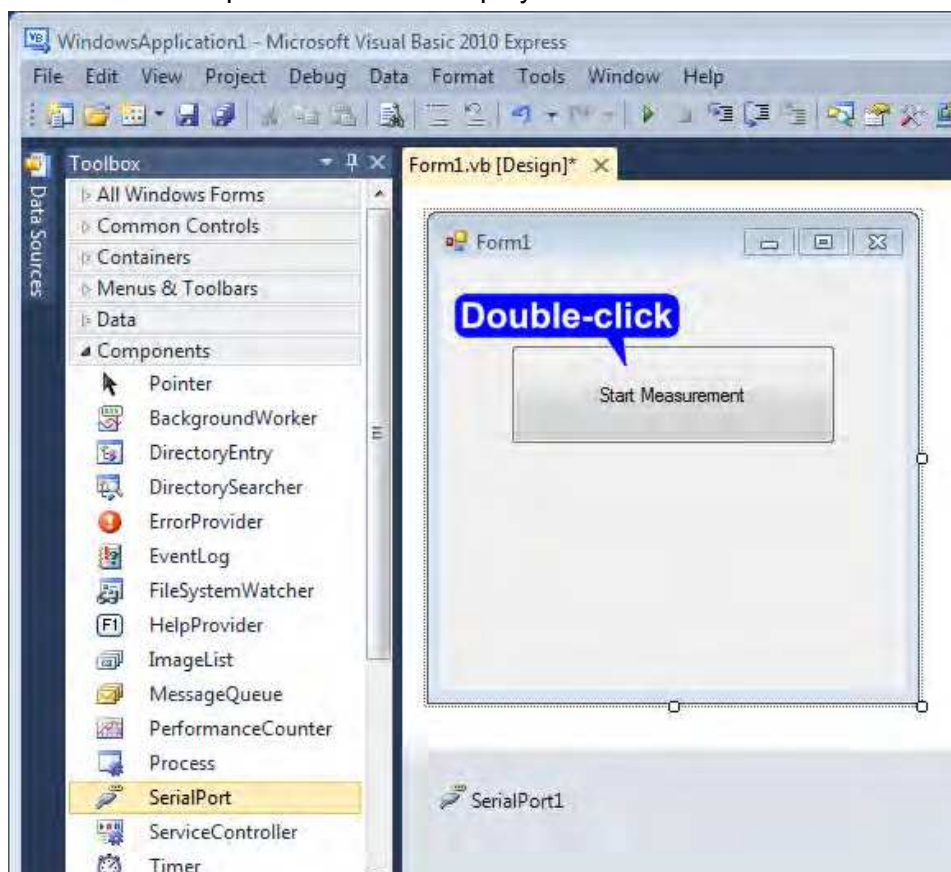 WindowsApplication1 - Microsoft Visual Basic 2010 Express
File Edit View Project Debug Data Format Tools Window Help
Data Sources
Toolbox
Form1.vb [Design]*
All Windows Forms
Common Controls
Containers
Menus & Toolbars
Data
Components
Pointer
BackgroundWorker
DirectoryEntry
DirectorySearcher
ErrorProvider
EventLog
FileSystemWatcher
HelpProvider
ImageList
MessageQueue
PerformanceCounter
Process
SerialPort
ServiceController
Timer
Form1
Double-click
Start Measurement
SerialPort1